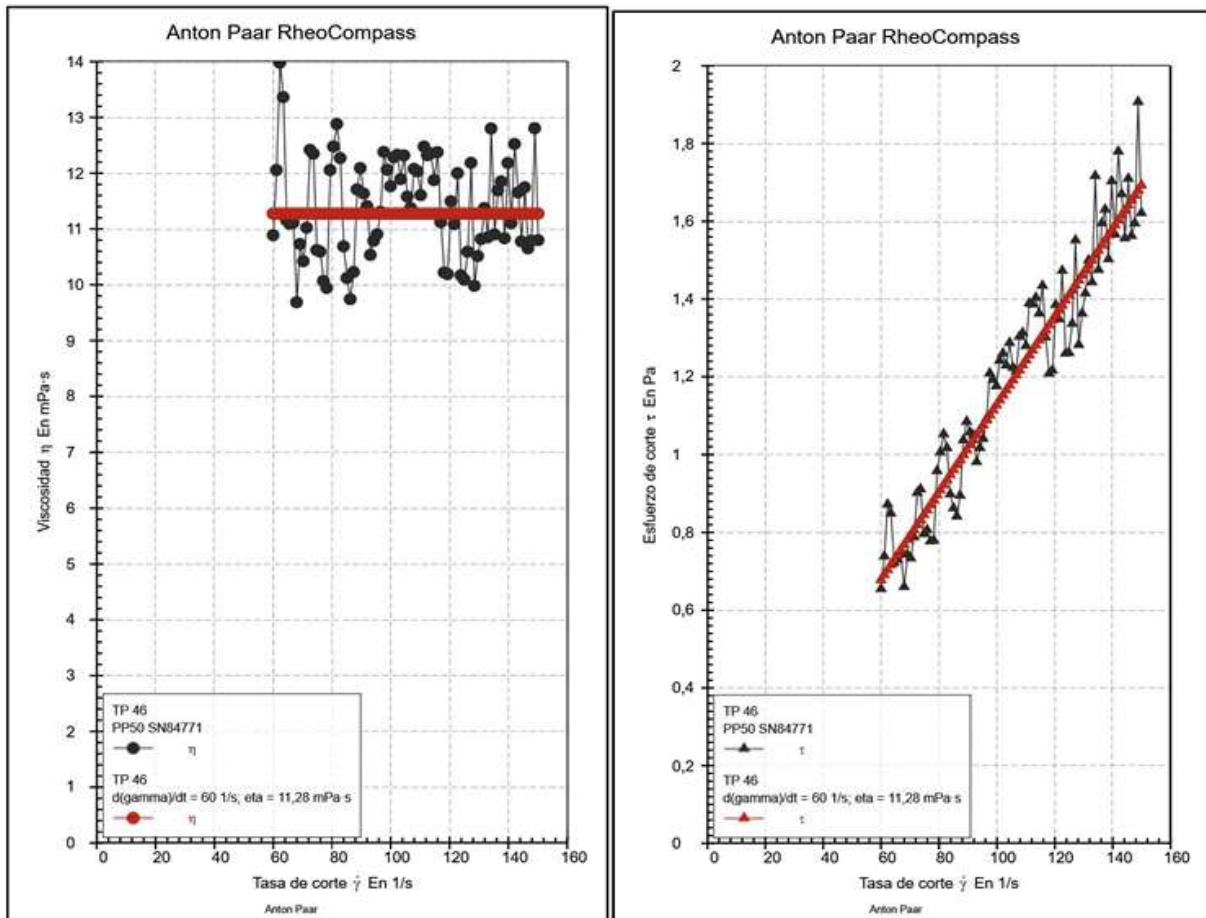 Anton Paar RheoCompass
14
13
12
11
10
9
8
7
6
5
4
3
2
1
0
Viscosidad η En mPa·s
TP 46
PP50 SN84771
η
TP 46
d(gamma)/dt = 60 1/s; eta = 11,28 mPa·s
η
0 20 40 60 80 100 120 140 160
Tasa de corte γ̇ En 1/s
Anton Paar
Anton Paar RheoCompass
2
1,8
1,6
1,4
1,2
1
0,8
0,6
0,4
0,2
0
Esfuerzo de corte τ En Pa
TP 46
PP50 SN84771
τ
TP 46
d(gamma)/dt = 60 1/s; eta = 11,28 mPa·s
τ
0 20 40 60 80 100 120 140 160
Tasa de corte γ̇ En 1/s
Anton Paar